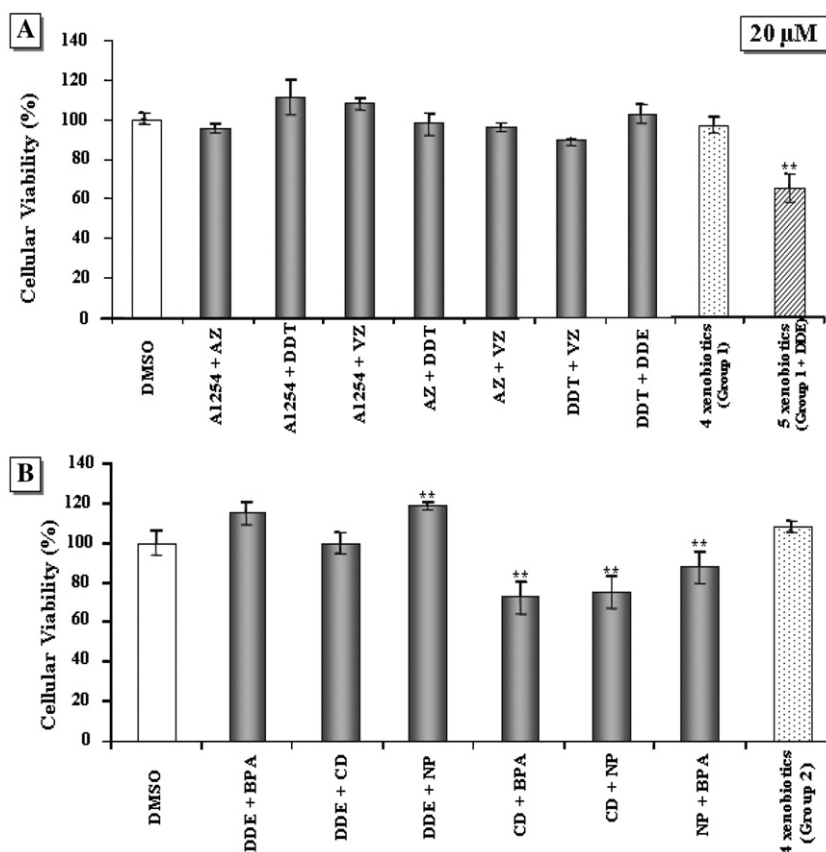 A
20 µM
Cellular Viability (%)
140
120
100
80
60
40
20
0
**
DMSO
A1254 + AZ
A1254 + DDT
A1254 + VZ
AZ + DDT
AZ + VZ
DDT + VZ
DDT + DDE
4 xenobiotics
(Group 1)
5 xenobiotics
(Group 1 + DDE)
B
Cellular Viability (%)
140
120
100
80
60
40
20
0
**
**
**
**
DMSO
DDE + BPA
DDE + CD
DDE + NP
CD + BPA
CD + NP
NP + BPA
4 xenobiotics
(Group 2)